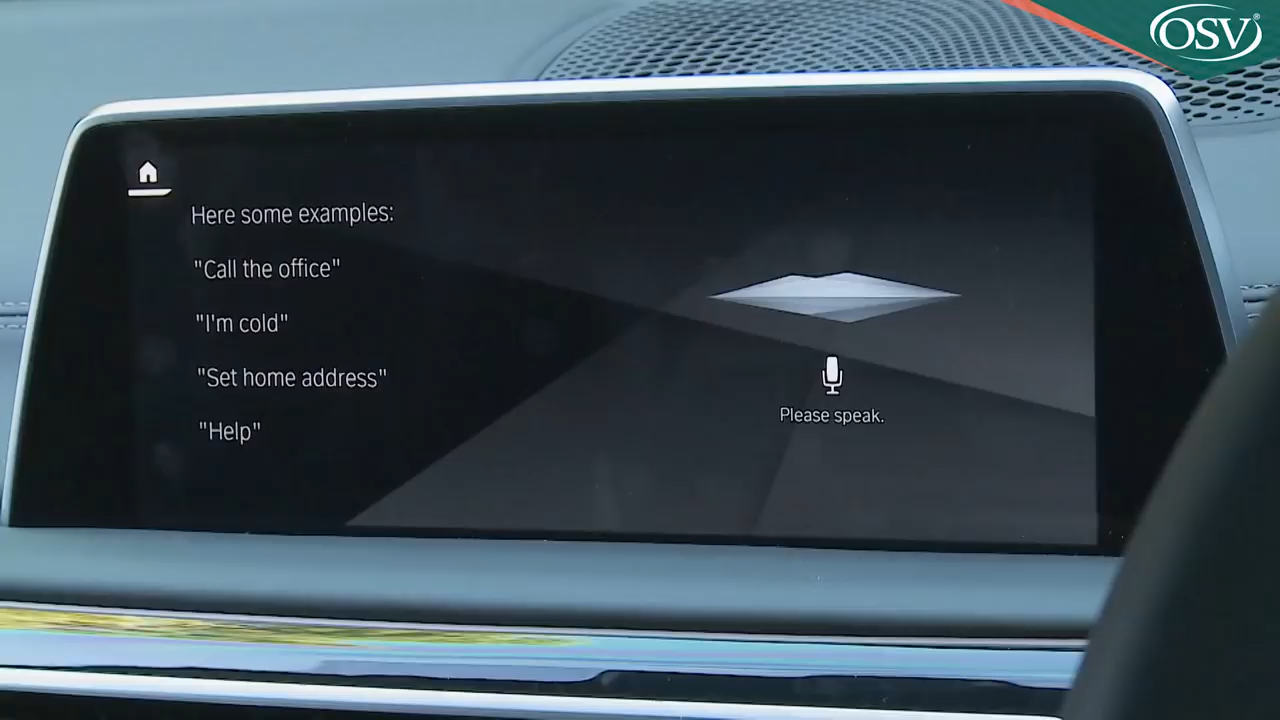 OSV®
Here some examples:
"Call the office"
"I'm cold"
"Set home address"
"Help"
Please speak.